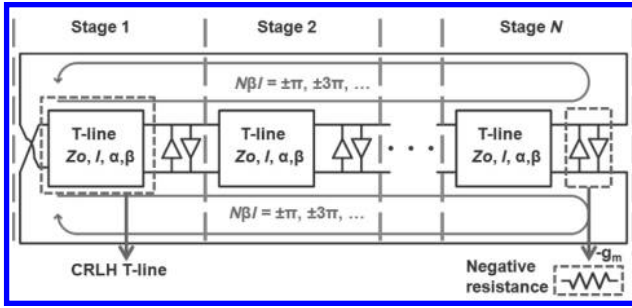 Stage 1 Stage 2 Stage N
Nβl = ±π, ±3π, …
T-line
Zo, l, α,β
T-line
Zo, l, α,β
T-line
Zo, l, α,β
Nβl = ±π, ±3π, …
CRLH T-line
-gm
Negative
resistance